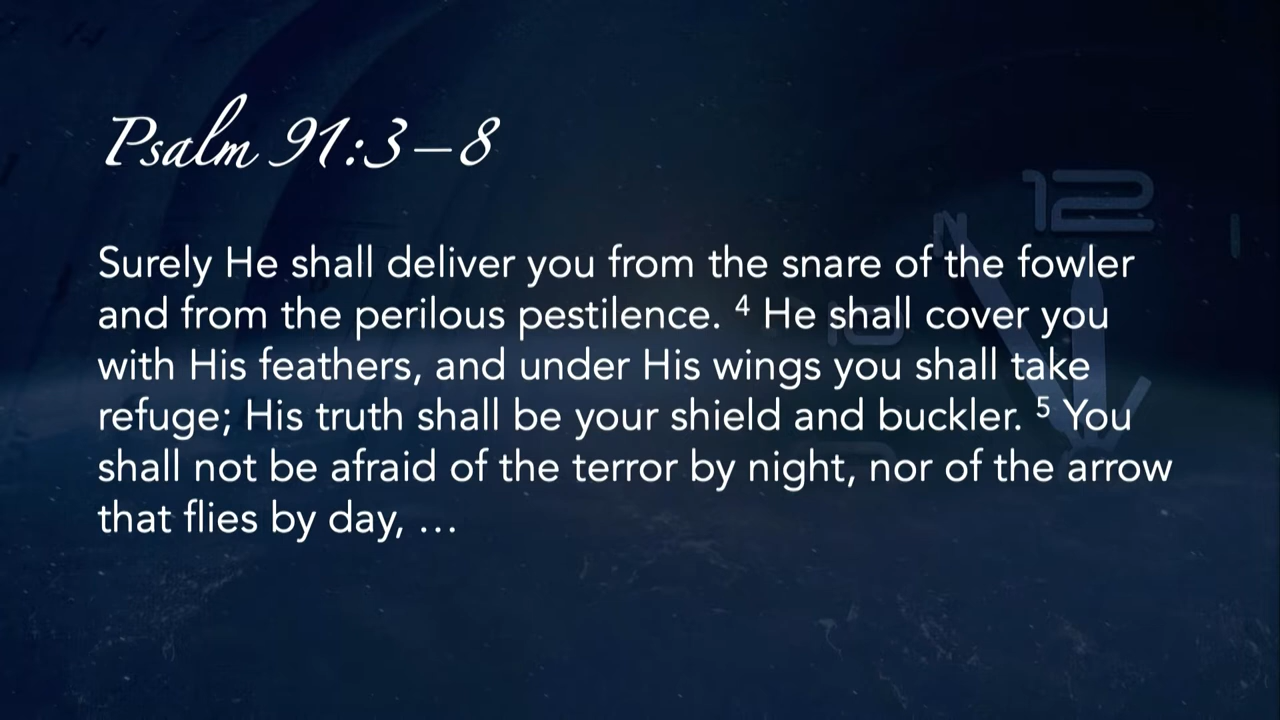 Psalm 91:3–8
12
Surely He shall deliver you from the snare of the fowler
and from the perilous pestilence. ⁴ He shall cover you
10
with His feathers, and under His wings you shall take
refuge; His truth shall be your shield and buckler. ⁵ You
shall not be afraid of the terror by night, nor of the arrow
that flies by day, …